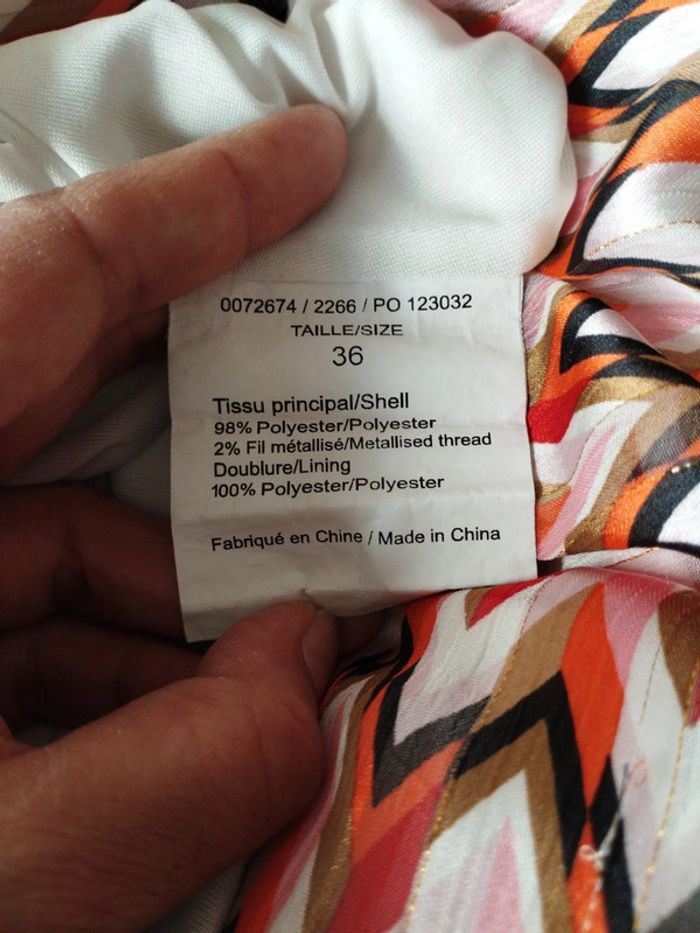 0072674 / 2266 / PO 123032
TAILLE/SIZE
36
Tissu principal/Shell
98% Polyester/Polyester
2% Fil métallisé/Metallised thread
Doublure/Lining
100% Polyester/Polyester
Fabriqué en Chine / Made in China